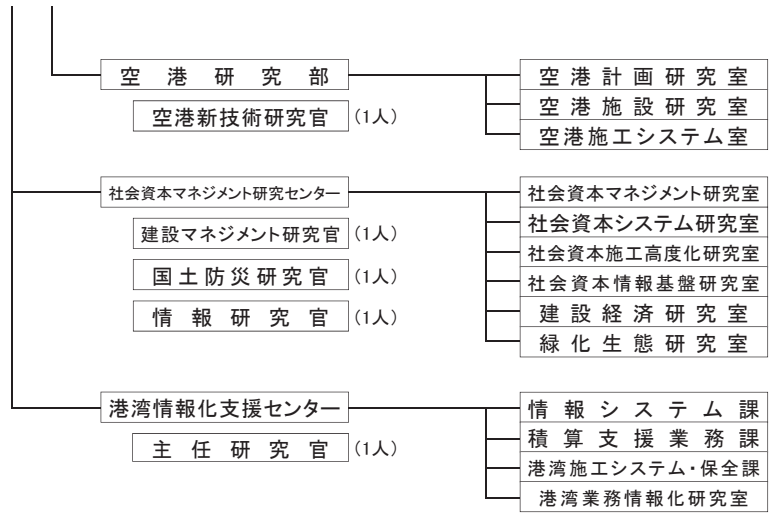 空港研究部
空港計画研究室
空港施設研究室
空港新技術研究官 (1人)
空港施工システム室
社会資本マネジメント研究センター
社会資本マネジメント研究室
社会資本システム研究室
建設マネジメント研究官 (1人)
社会資本施工高度化研究室
国土防災研究官 (1人)
社会資本情報基盤研究室
情報研究官 (1人)
建設経済研究室
緑化生態研究室
港湾情報化支援センター
情報システム課
積算支援業務課
主任研究官 (1人)
港湾施工システム・保全課
港湾業務情報化研究室